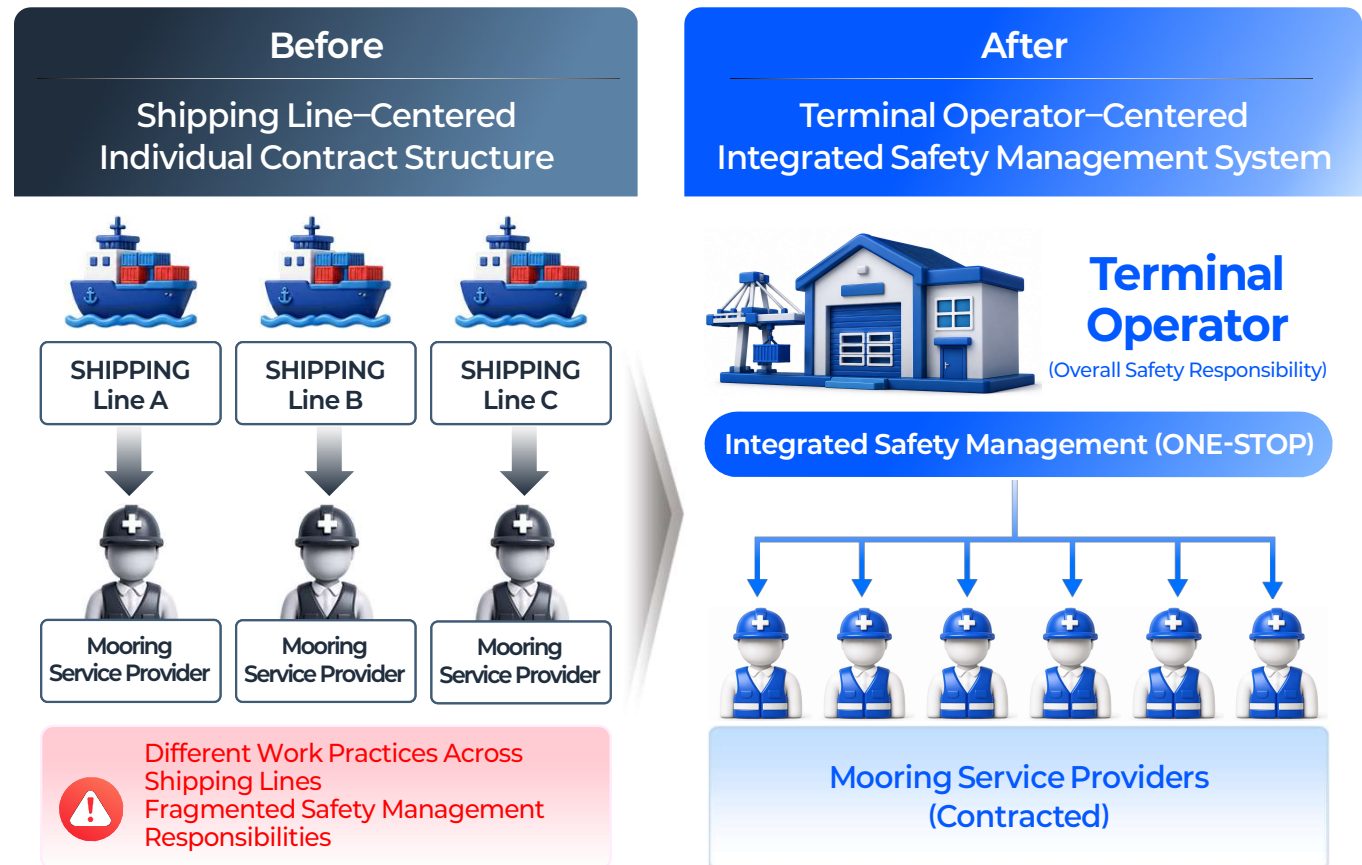 Before
Shipping Line–Centered
Individual Contract Structure
SHIPPING
Line A
SHIPPING
Line B
SHIPPING
Line C
Mooring
Service Provider
Mooring
Service Provider
Mooring
Service Provider
Different Work Practices Across
Shipping Lines
Fragmented Safety Management
Responsibilities
After
Terminal Operator–Centered
Integrated Safety Management System
Terminal
Operator
(Overall Safety Responsibility)
Integrated Safety Management (ONE-STOP)
Mooring Service Providers
(Contracted)